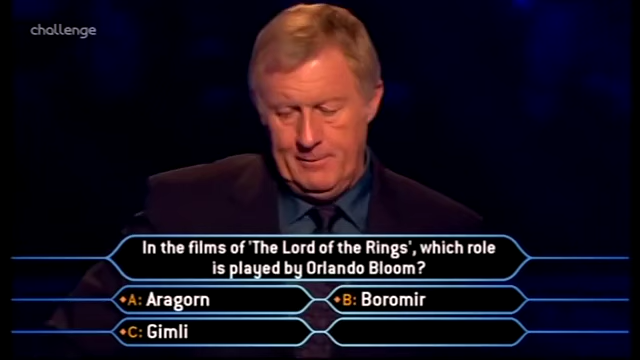 challenge
In the films of 'The Lord of the Rings', which role
is played by Orlando Bloom?
A: Aragorn
B: Boromir
C: Gimli